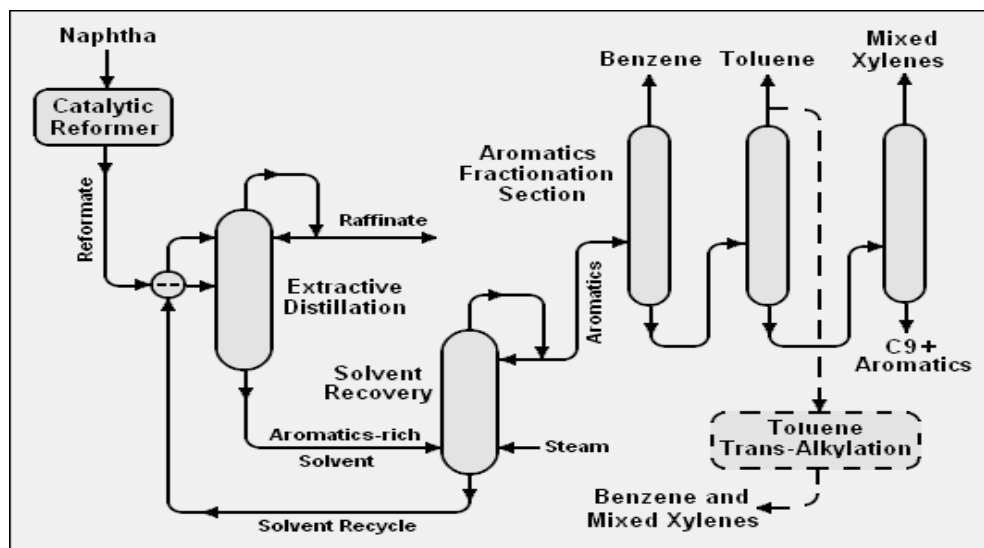 Naphtha
Catalytic
Reformer
Reformate
Raffinate
Extractive
Distillation
Solvent
Recovery
Aromatics-rich
Solvent
Steam
Solvent Recycle
Aromatics
Aromatics
Fractionation
Section
Benzene
Toluene
Mixed
Xylenes
C9+
Aromatics
Toluene
Trans-Alkylation
Benzene and
Mixed Xylenes